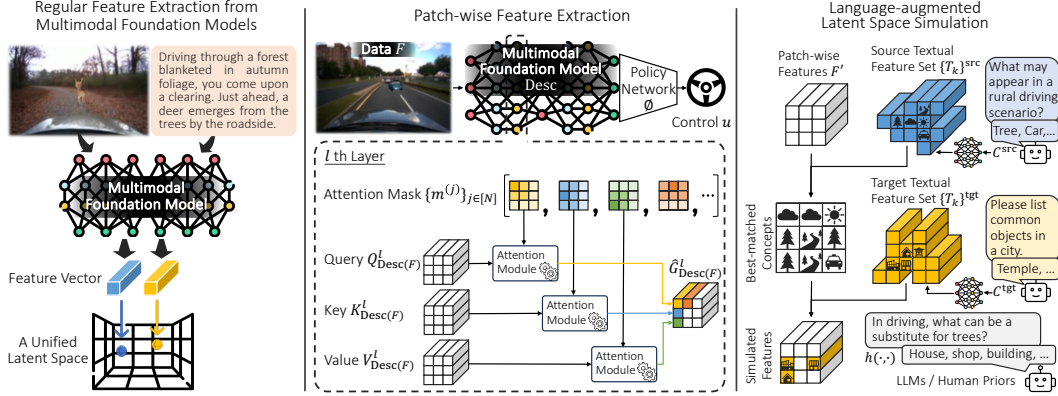 Regular Feature Extraction from
Multimodal Foundation Models
Driving through a forest
blanketed in autumn
foliage, you come upon
a clearing. Just ahead, a
deer emerges from the
trees by the roadside.
Multimodal
Foundation Model
Feature Vector
A Unified
Latent Space
Patch-wise Feature Extraction
Data F
Multimodal
Foundation Model
Desc
Policy
Network
Ø
Control u
l th Layer
Attention Mask {m^(j)}_{j∈[N]}
, , , , ...
Query Q^l_Desc(F)
Key K^l_Desc(F)
Value V^l_Desc(F)
Attention
Module
Attention
Module
Attention
Module
Ĝ^l_Desc(F)
Language-augmented
Latent Space Simulation
Patch-wise
Features F′
Source Textual
Feature Set {T_k}^src
What may
appear in a
rural driving
scenario?
Tree, Car,...
C^src
Target Textual
Feature Set {T_k}^tgt
Please list
common
objects in
a city.
Temple, ...
C^tgt
Best-matched
Concepts
Simulated
Features
In driving, what can be a
substitute for trees?
h(·,·)
House, shop, building, ...
LLMs / Human Priors